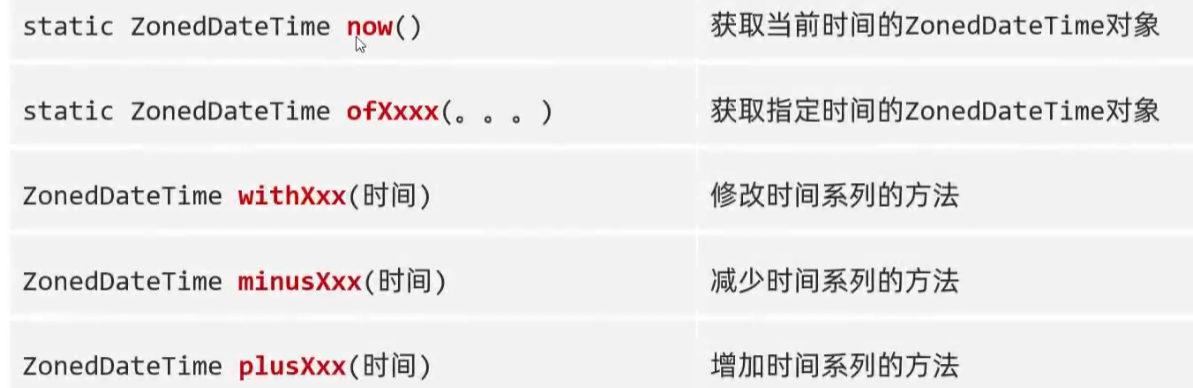 static ZonedDateTime now() 获取当前时间的ZonedDateTime对象
static ZonedDateTime ofXxxx(。。。) 获取指定时间的ZonedDateTime对象
ZonedDateTime withXxx(时间) 修改时间系列的方法
ZonedDateTime minusXxx(时间) 减少时间系列的方法
ZonedDateTime plusXxx(时间) 增加时间系列的方法